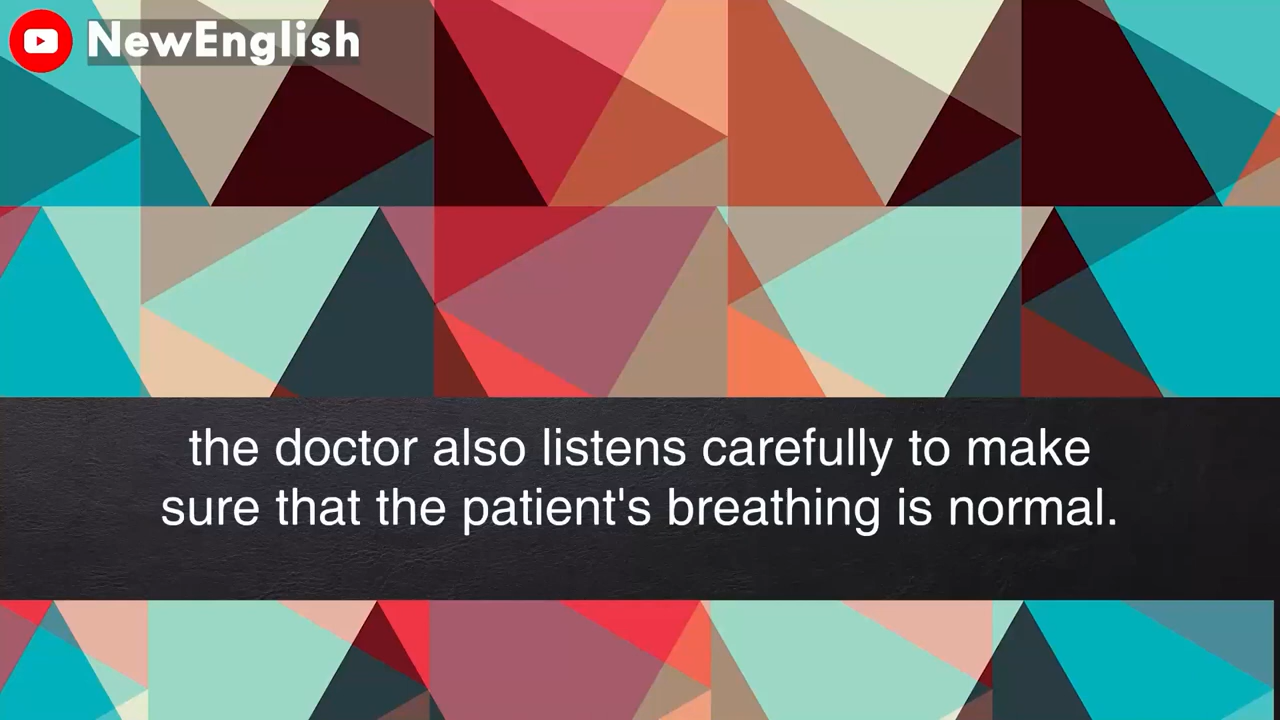 NewEnglish
the doctor also listens carefully to make
sure that the patient's breathing is normal.